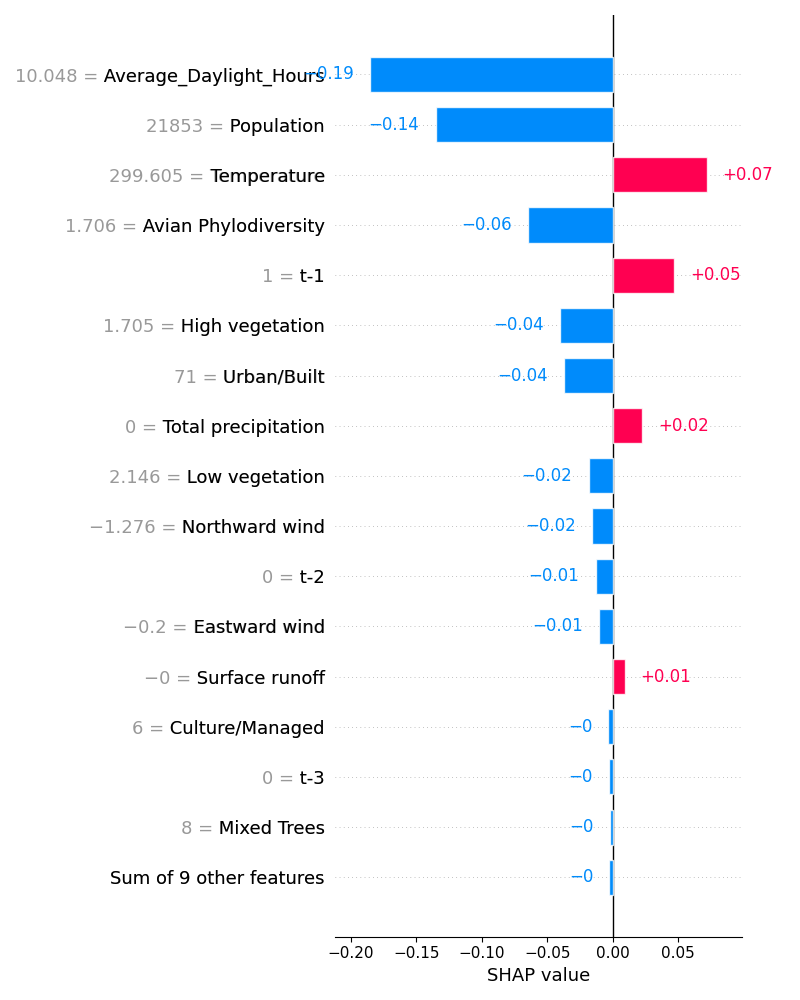 10.048 = Average_Daylight_Hours −0.19
21853 = Population −0.14
299.605 = Temperature +0.07
1.706 = Avian Phylodiversity −0.06
1 = t-1 +0.05
1.705 = High vegetation −0.04
71 = Urban/Built −0.04
0 = Total precipitation +0.02
2.146 = Low vegetation −0.02
−1.276 = Northward wind −0.02
0 = t-2 −0.01
−0.2 = Eastward wind −0.01
−0 = Surface runoff +0.01
6 = Culture/Managed −0
0 = t-3 −0
8 = Mixed Trees −0
Sum of 9 other features −0
−0.20 −0.15 −0.10 −0.05 0.00 0.05
SHAP value